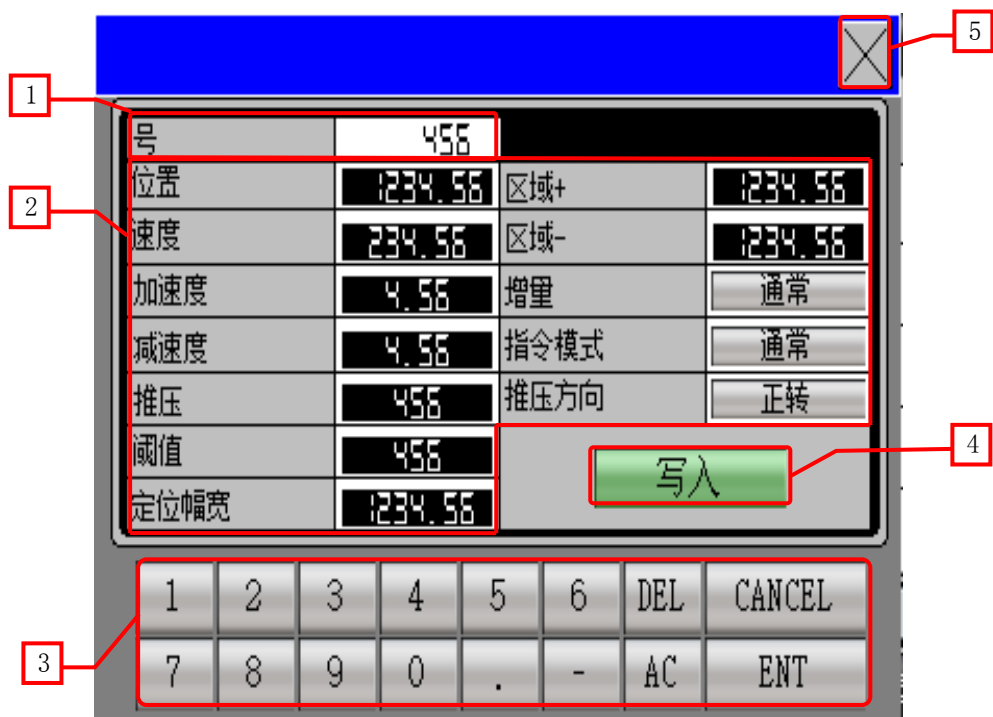 5
1
号 456
2
位置 1234.56 区域+ 1234.56
速度 234.56 区域- 1234.56
加速度 4.56 增量 通常
减速度 4.56 指令模式 通常
推压 456 推压方向 正转
阈值 456
4
写入
定位幅宽 1234.56
1 2 3 4 5 6 DEL CANCEL
3
7 8 9 0 . - AC ENT